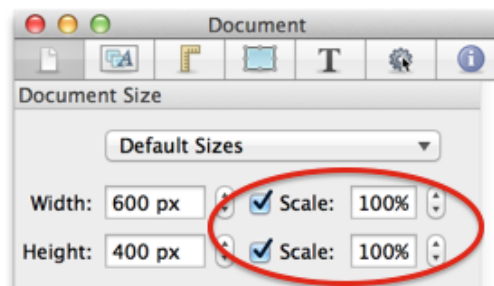 Document
T
Document Size
Default Sizes
Width: 600 px Scale: 100%
Height: 400 px Scale: 100%